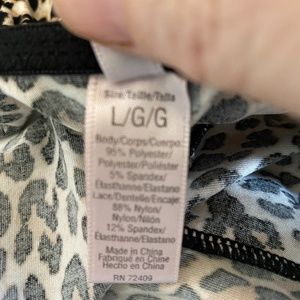 Size/Taille/Talla
L/G/G
Body/Corps/Cuerpo:
95% Polyester/
Polyester/Poliéster
5% Spandex/
Elasthanne/Elastano
Lace/Dentelle/Encaje:
88% Nylon/
Nylon/Nilón
12% Spandex/
Elasthanne/Elastano
Made in China
Fabriqué en Chine
Hecho en China
RN 72409